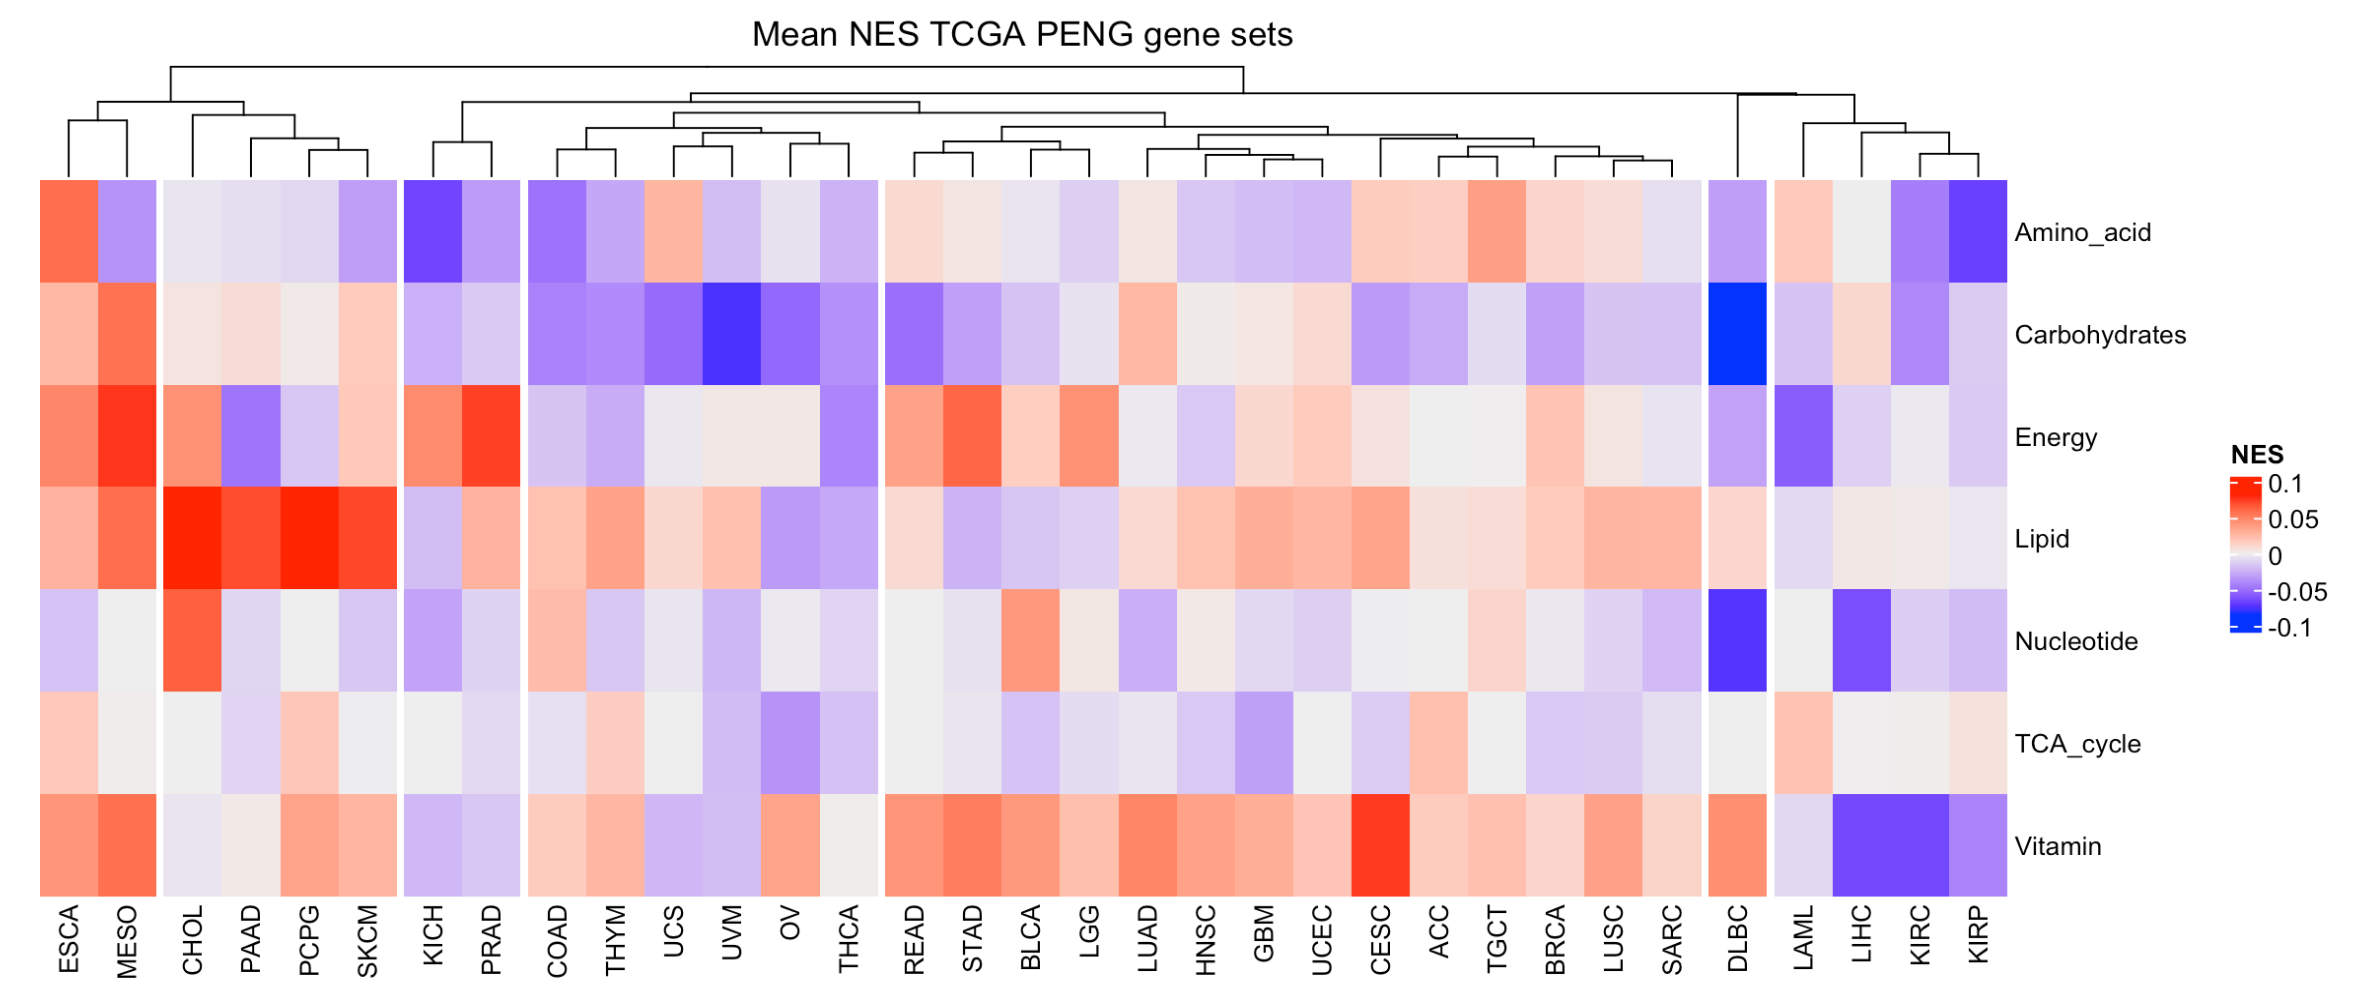 Mean NES TCGA PENG gene sets
Amino_acid
Carbohydrates
Energy
Lipid
Nucleotide
TCA_cycle
Vitamin
NES
0.1
0.05
0
-0.05
-0.1
ESCA
MESO
CHOL
PAAD
PCPG
SKCM
KICH
PRAD
COAD
THYM
UCS
UVM
OV
THCA
READ
STAD
BLCA
LGG
LUAD
HNSC
GBM
UCEC
CESC
ACC
TGCT
BRCA
LUSC
SARC
DLBC
LAML
LIHC
KIRC
KIRP